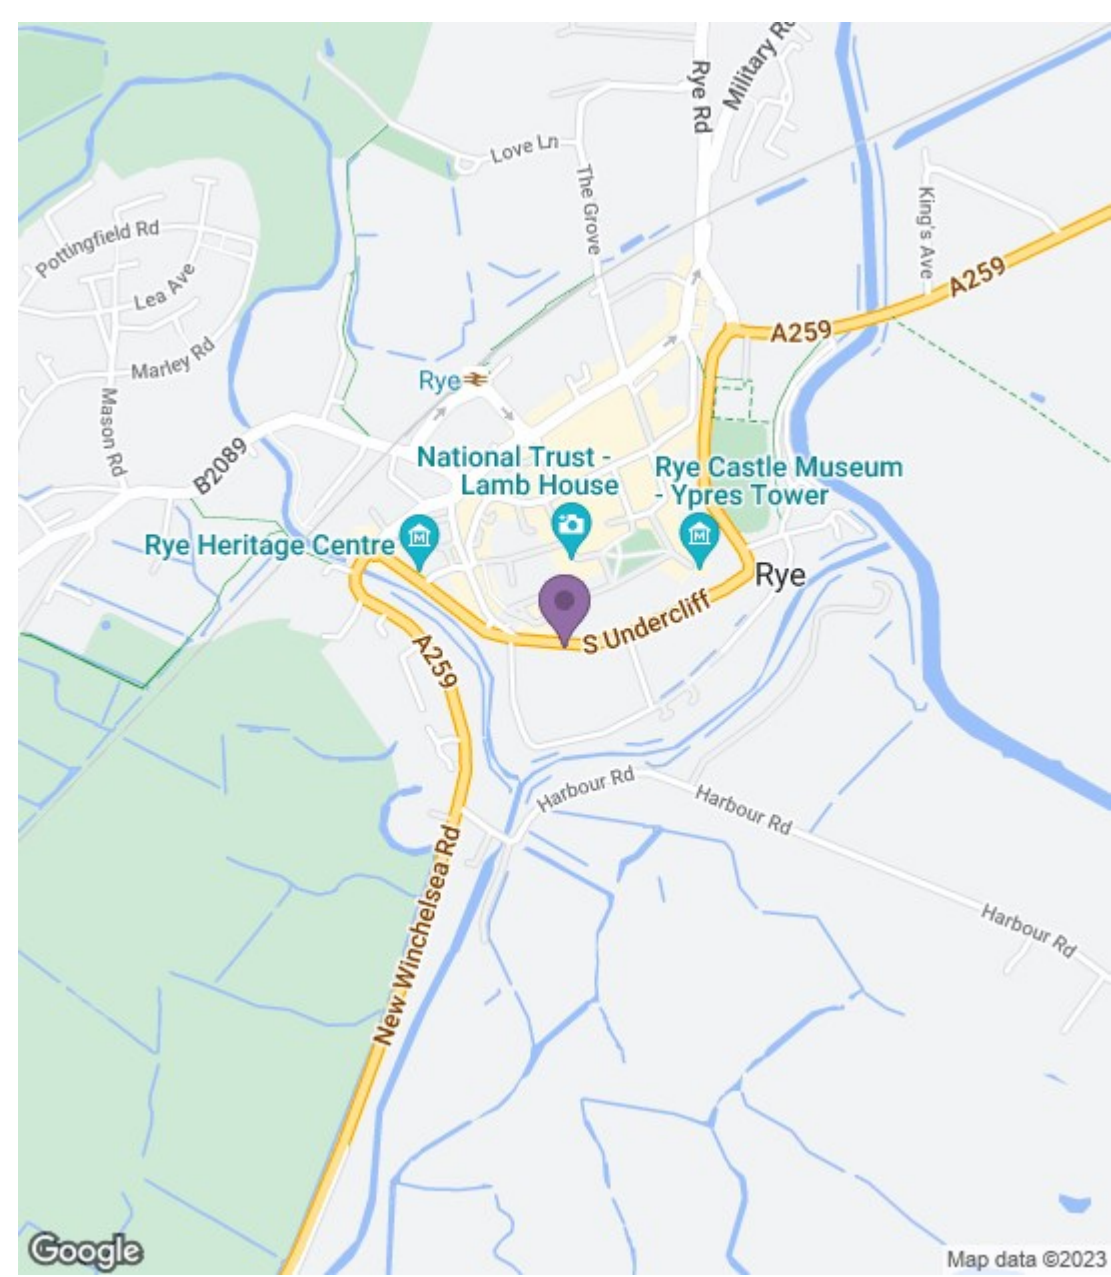 Military Rd
Rye Rd
Love Ln
The Grove
King's Ave
Pottingfield Rd
Lea Ave
A259
A259
Marley Rd
Rye
Mason Rd
B2089
National Trust -
Lamb House
Rye Castle Museum
- Ypres Tower
Rye Heritage Centre
Rye
S Undercliff
A259
Harbour Rd
Harbour Rd
New Winchelsea Rd
Harbour Rd
Google
Map data ©2023